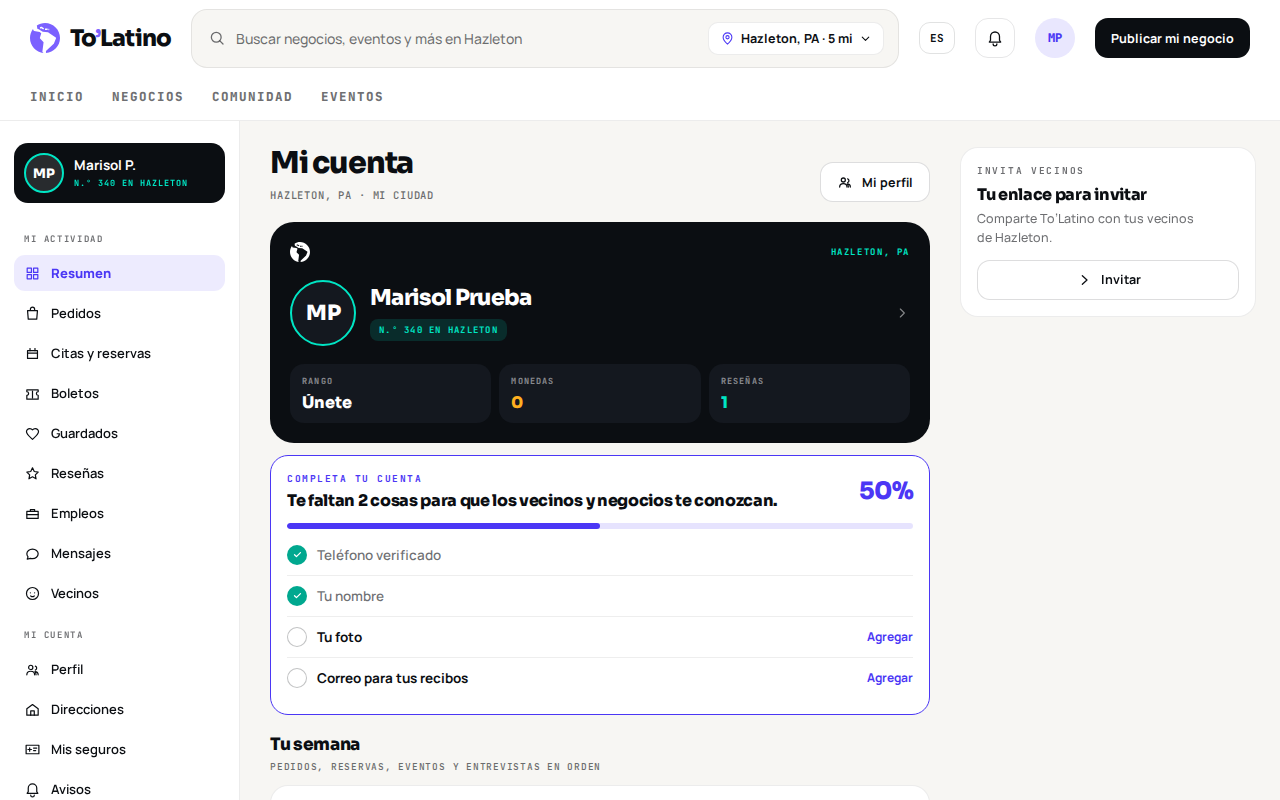 To'Latino
Buscar negocios, eventos y más en Hazleton
Hazleton, PA · 5 mi
ES
MP
Publicar mi negocio
INICIO
NEGOCIOS
COMUNIDAD
EVENTOS
MP
Marisol P.
N.° 340 EN HAZLETON
MI ACTIVIDAD
Resumen
Pedidos
Citas y reservas
Boletos
Guardados
Reseñas
Empleos
Mensajes
Vecinos
MI CUENTA
Perfil
Direcciones
Mis seguros
Avisos
Mi cuenta
HAZLETON, PA · MI CIUDAD
Mi perfil
HAZLETON, PA
MP
Marisol Prueba
N.° 340 EN HAZLETON
RANGO
Únete
MONEDAS
0
RESEÑAS
1
COMPLETA TU CUENTA
Te faltan 2 cosas para que los vecinos y negocios te conozcan.
50%
Teléfono verificado
Tu nombre
Tu foto
Agregar
Correo para tus recibos
Agregar
Tu semana
PEDIDOS, RESERVAS, EVENTOS Y ENTREVISTAS EN ORDEN
INVITA VECINOS
Tu enlace para invitar
Comparte To'Latino con tus vecinos
de Hazleton.
Invitar